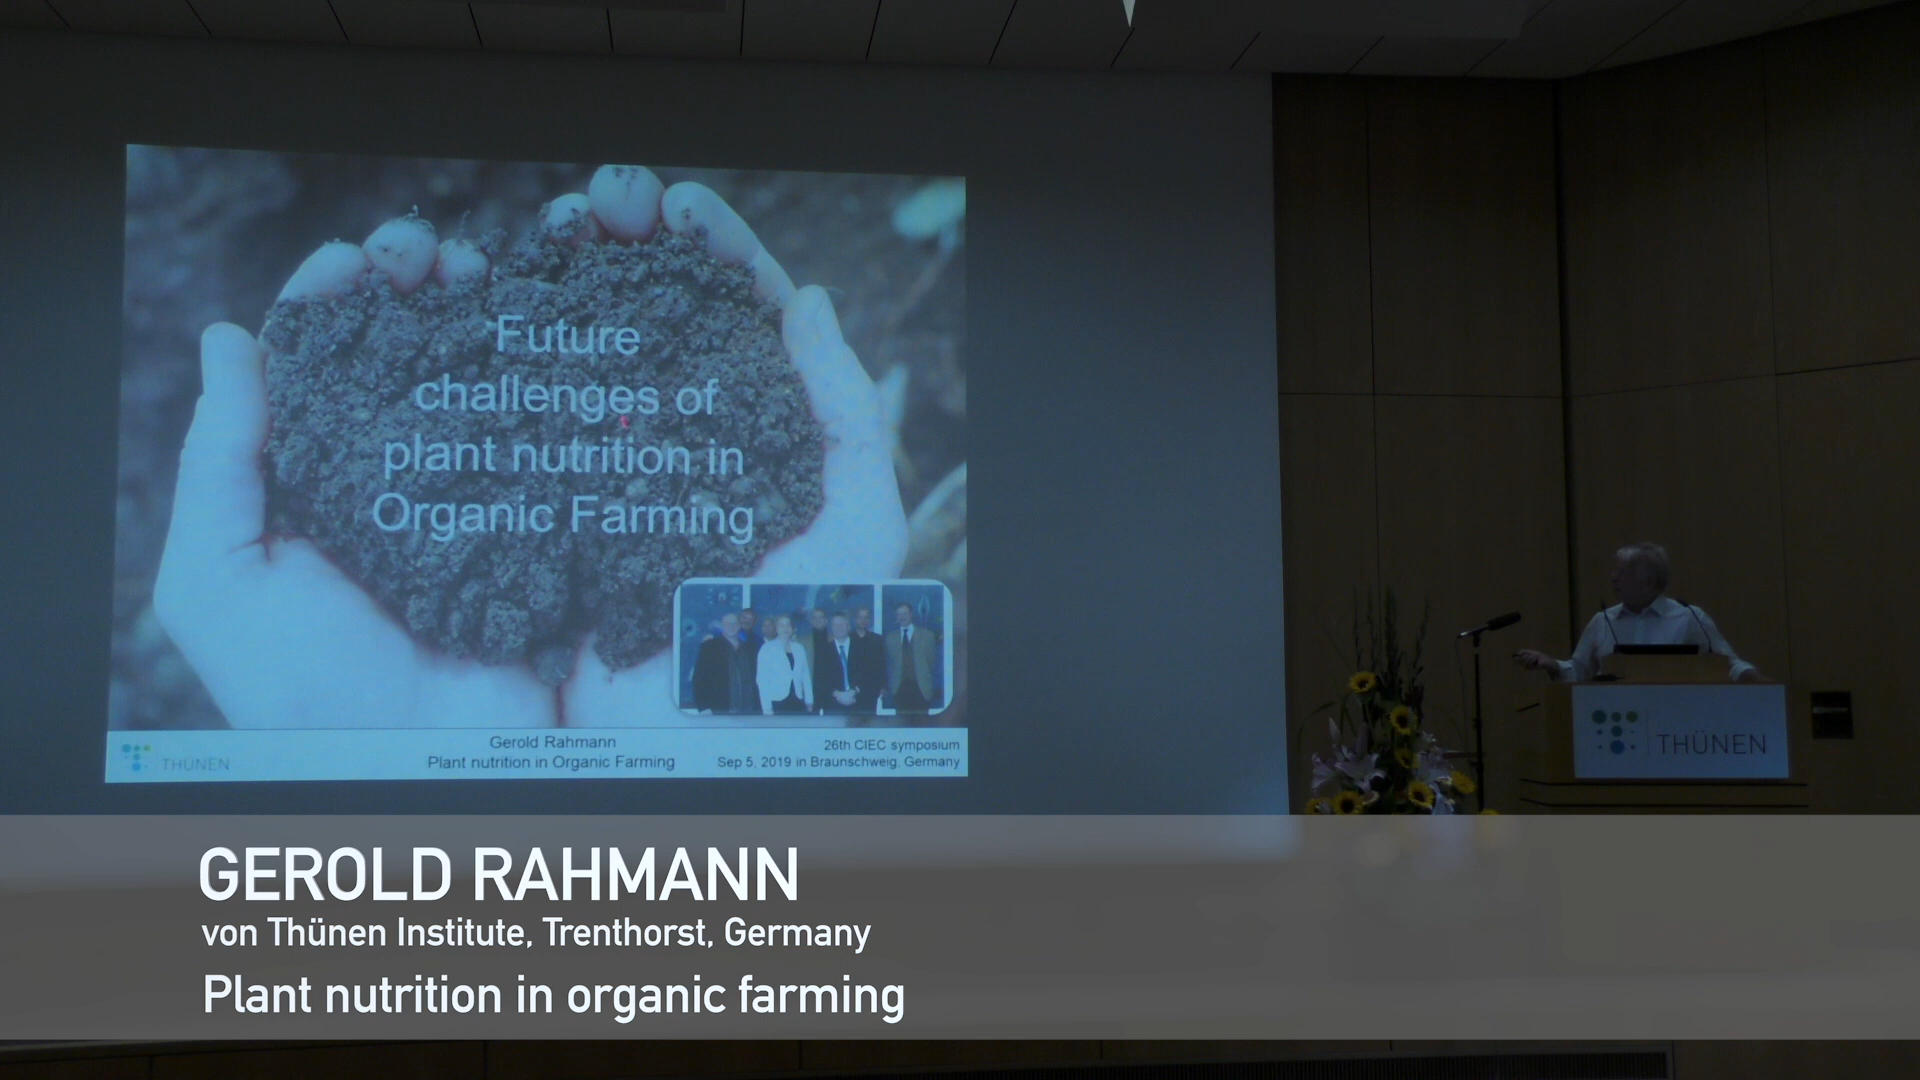 Future
challenges of
plant nutrition in
Organic Farming
THÜNEN
Gerold Rahmann
Plant nutrition in Organic Farming
26th CIEC symposium
Sep 5, 2019 in Braunschweig, Germany
THÜNEN
GEROLD RAHMANN
von Thünen Institute, Trenthorst, Germany
Plant nutrition in organic farming